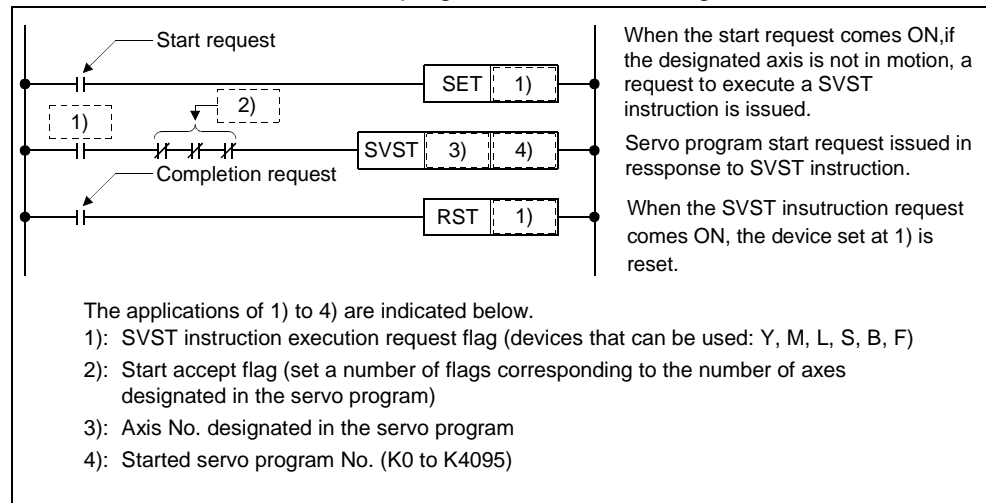 Start request
SET 1)
When the start request comes ON,if
the designated axis is not in motion, a
request to execute a SVST
instruction is issued.
1)
2)
SVST 3) 4)
Servo program start request issued in
ressponse to SVST instruction.
Completion request
RST 1)
When the SVST insutruction request
comes ON, the device set at 1) is
reset.
The applications of 1) to 4) are indicated below.
1): SVST instruction execution request flag (devices that can be used: Y, M, L, S, B, F)
2): Start accept flag (set a number of flags corresponding to the number of axes
designated in the servo program)
3): Axis No. designated in the servo program
4): Started servo program No. (K0 to K4095)